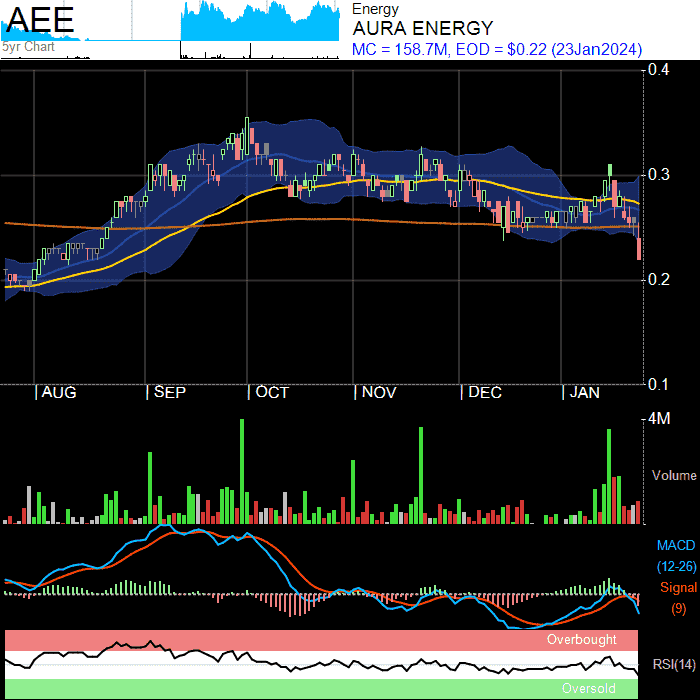 AEE
5yr Chart
Energy
AURA ENERGY
MC = 158.7M, EOD = $0.22 (23Jan2024)
0.4
0.3
0.2
0.1
AUG
SEP
OCT
NOV
DEC
JAN
4M
Volume
MACD
(12-26)
Signal
(9)
Overbought
RSI(14)
Oversold